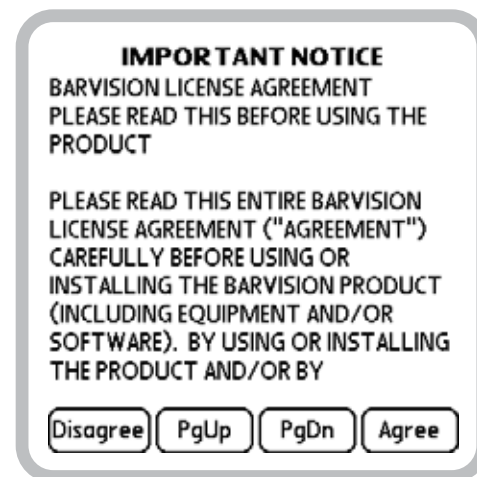 IMPORTANT NOTICE
BARVISION LICENSE AGREEMENT
PLEASE READ THIS BEFORE USING THE
PRODUCT
PLEASE READ THIS ENTIRE BARVISION
LICENSE AGREEMENT ("AGREEMENT")
CAREFULLY BEFORE USING OR
INSTALLING THE BARVISION PRODUCT
(INCLUDING EQUIPMENT AND/OR
SOFTWARE). BY USING OR INSTALLING
THE PRODUCT AND/OR BY
Disagree PgUp PgDn Agree